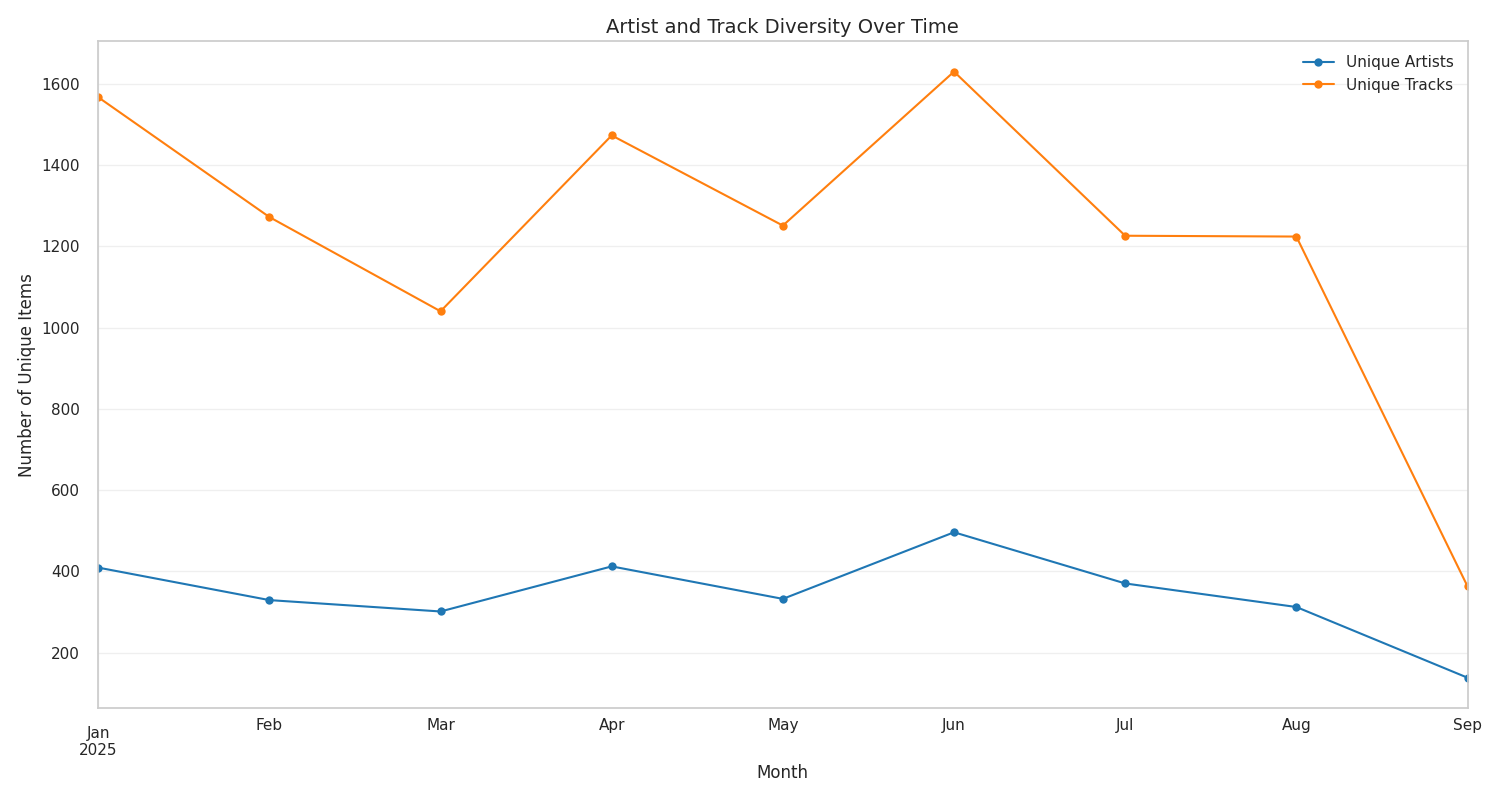 Artist and Track Diversity Over Time
Unique Artists
Unique Tracks
Number of Unique Items
1600
1400
1200
1000
800
600
400
200
Jan
2025
Feb
Mar
Apr
May
Jun
Jul
Aug
Sep
Month